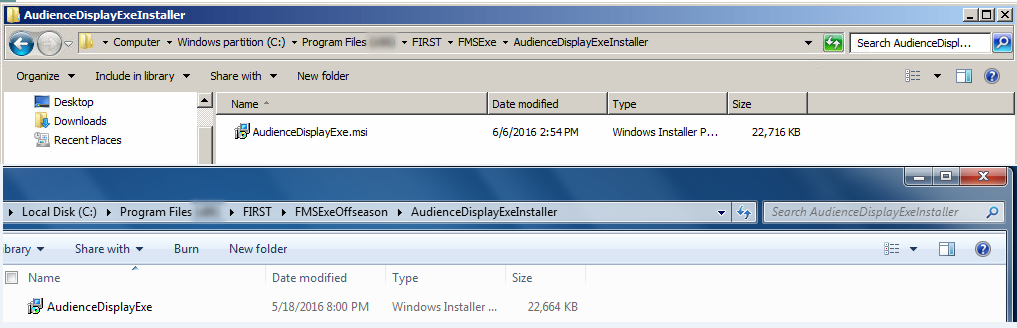 AudienceDisplayExeInstaller
Computer Windows partition (C:) Program Files FIRST FMSExe AudienceDisplayExeInstaller Search AudienceDispl...
Organize Include in library Share with New folder
Desktop Name Date modified Type Size
Downloads
AudienceDisplayExe.msi 6/6/2016 2:54 PM Windows Installer P... 22,716 KB
Recent Places
Local Disk (C:) Program Files FIRST FMSExeOffseason AudienceDisplayExeInstaller Search AudienceDisplayExeInstaller
ibrary Share with Burn New folder
Name Date modified Type Size
AudienceDisplayExe 5/18/2016 8:00 PM Windows Installer ... 22,664 KB